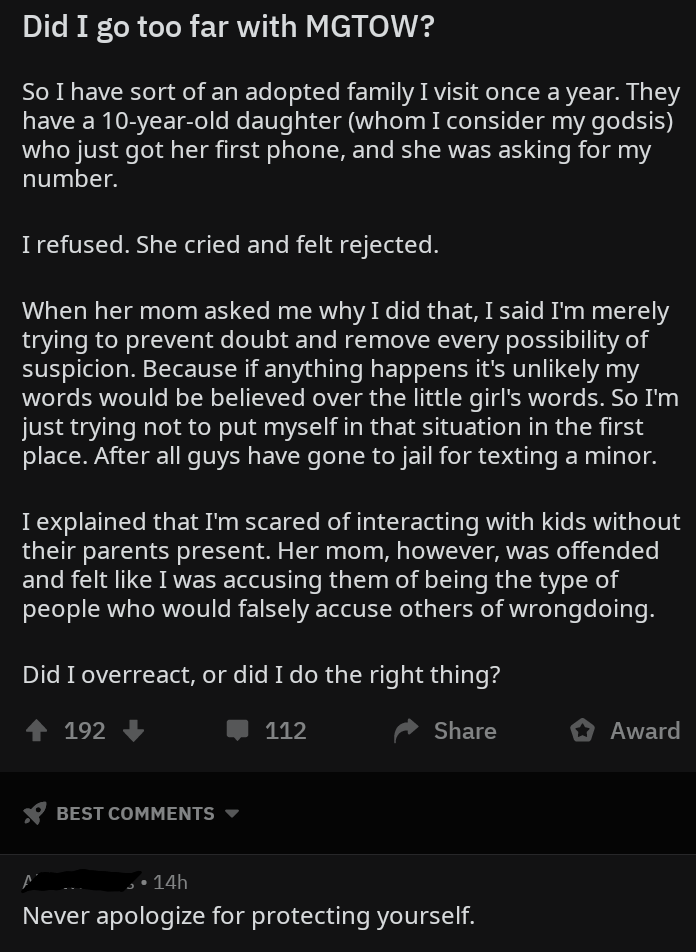 Did I go too far with MGTOW?
So I have sort of an adopted family I visit once a year. They
have a 10-year-old daughter (whom I consider my godsis)
who just got her first phone, and she was asking for my
number.
I refused. She cried and felt rejected.
When her mom asked me why I did that, I said I'm merely
trying to prevent doubt and remove every possibility of
suspicion. Because if anything happens it's unlikely my
words would be believed over the little girl's words. So I'm
just trying not to put myself in that situation in the first
place. After all guys have gone to jail for texting a minor.
I explained that I'm scared of interacting with kids without
their parents present. Her mom, however, was offended
and felt like I was accusing them of being the type of
people who would falsely accuse others of wrongdoing.
Did I overreact, or did I do the right thing?
192 112 Share Award
BEST COMMENTS
• 14h
Never apologize for protecting yourself.